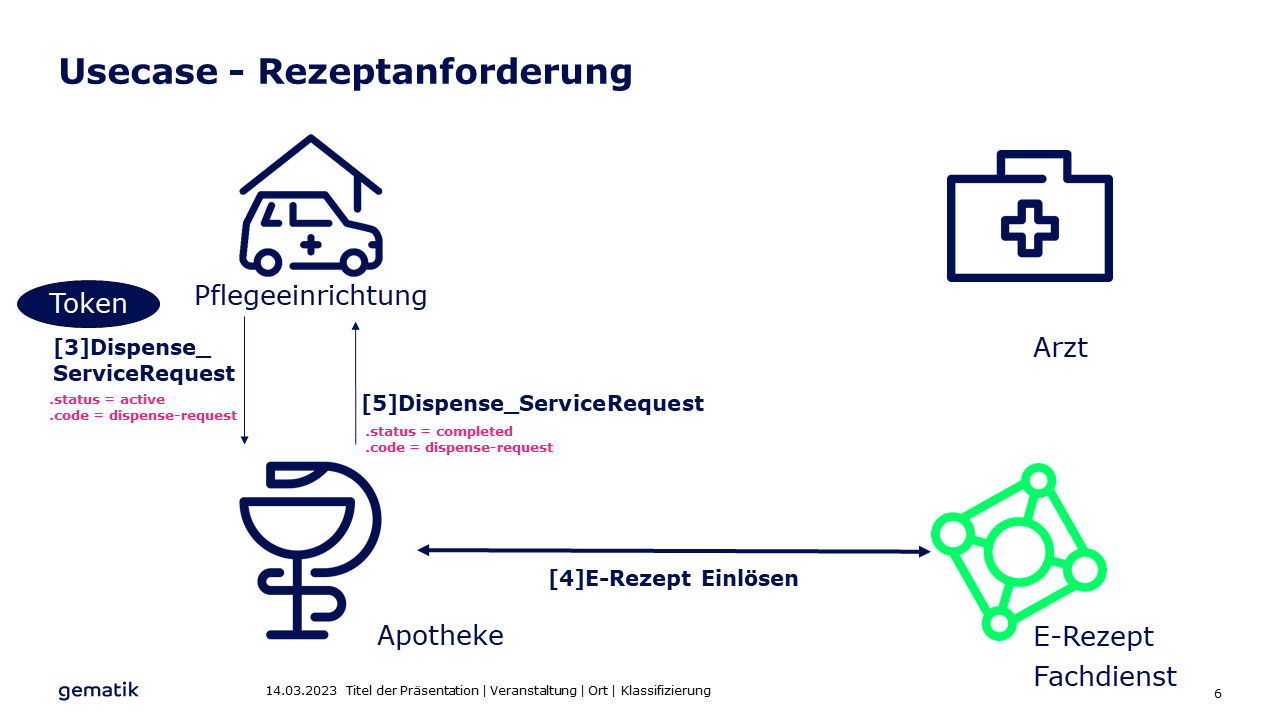 Usecase - Rezeptanforderung
Pflegeeinrichtung
Token
[3]Dispense_
ServiceRequest
.status = active
.code = dispense-request
Arzt
[5]Dispense_ServiceRequest
.status = completed
.code = dispense-request
[4]E-Rezept Einlösen
Apotheke
E-Rezept
Fachdienst
gematik
14.03.2023 Titel der Präsentation | Veranstaltung | Ort | Klassifizierung
6